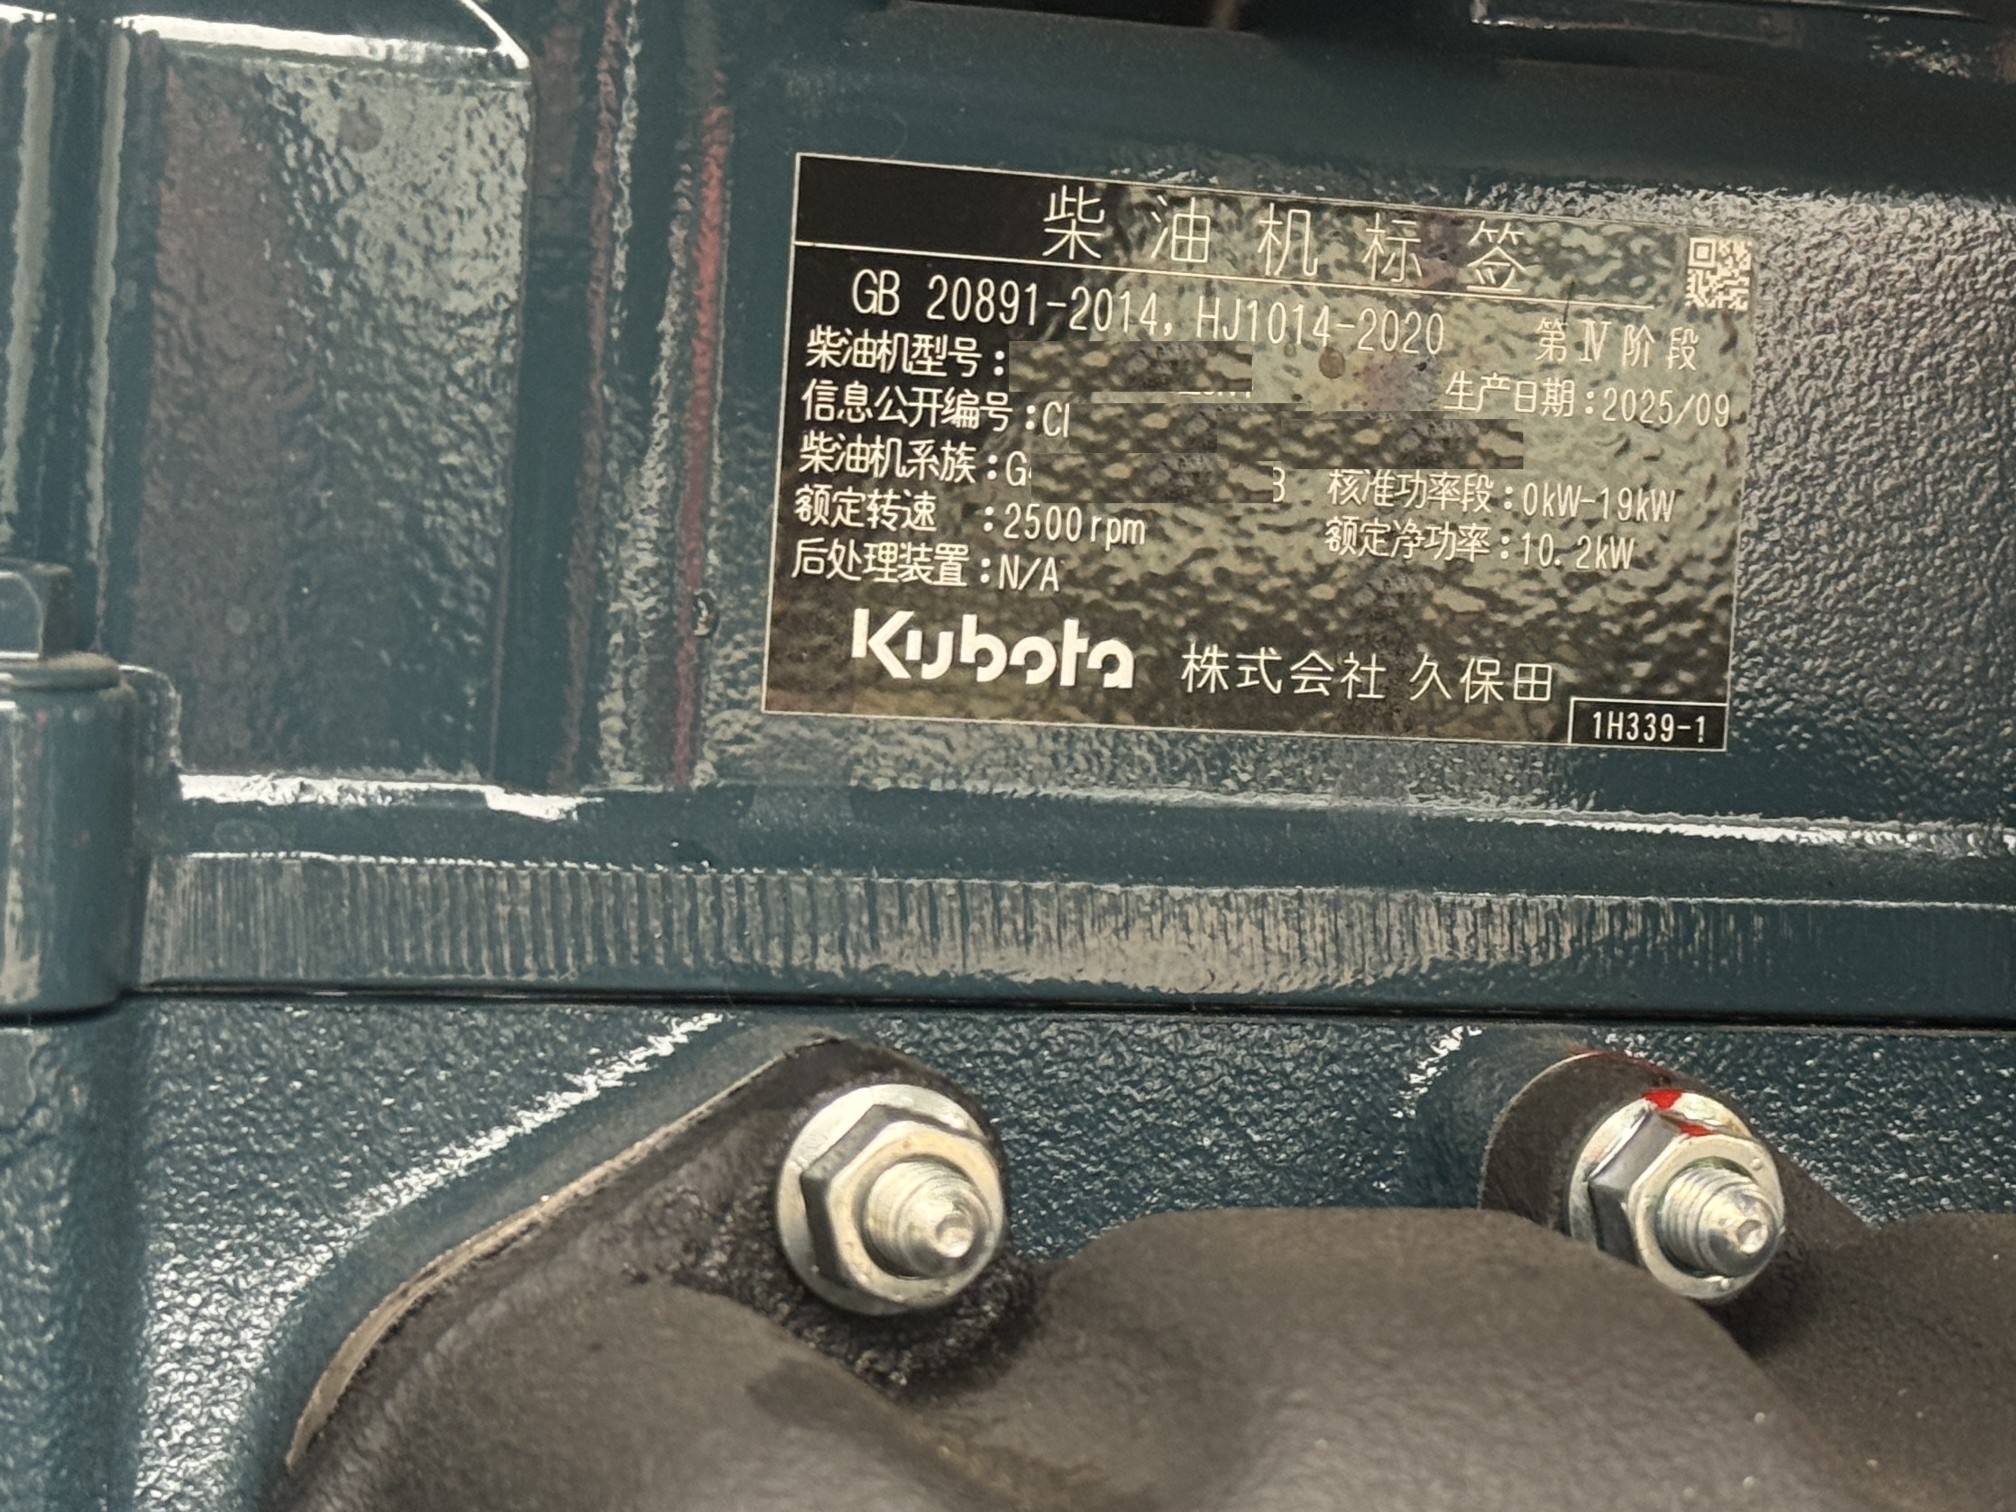 柴油机标签
GB 20891-2014, HJ1014-2020 第Ⅳ阶段
柴油机型号:
生产日期:2025/09
信息公开编号:
柴油机系族:
核准功率段:0kW-19kW
额定转速 :2500rpm
额定净功率:10.2kW
后处理装置:N/A
Kubota 株式会社 久保田
1H339-1